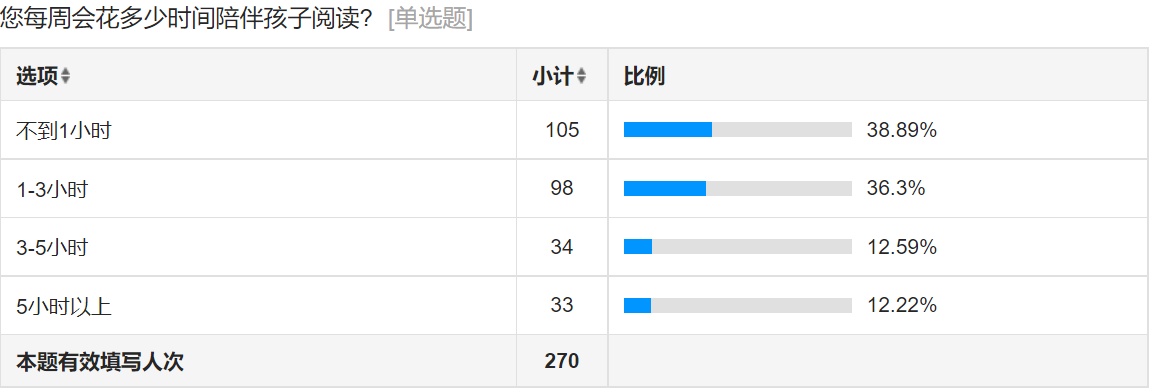 您每周会花多少时间陪伴孩子阅读? [单选题]
选项 小计 比例
不到1小时 105 38.89%
1-3小时 98 36.3%
3-5小时 34 12.59%
5小时以上 33 12.22%
本题有效填写人次 270